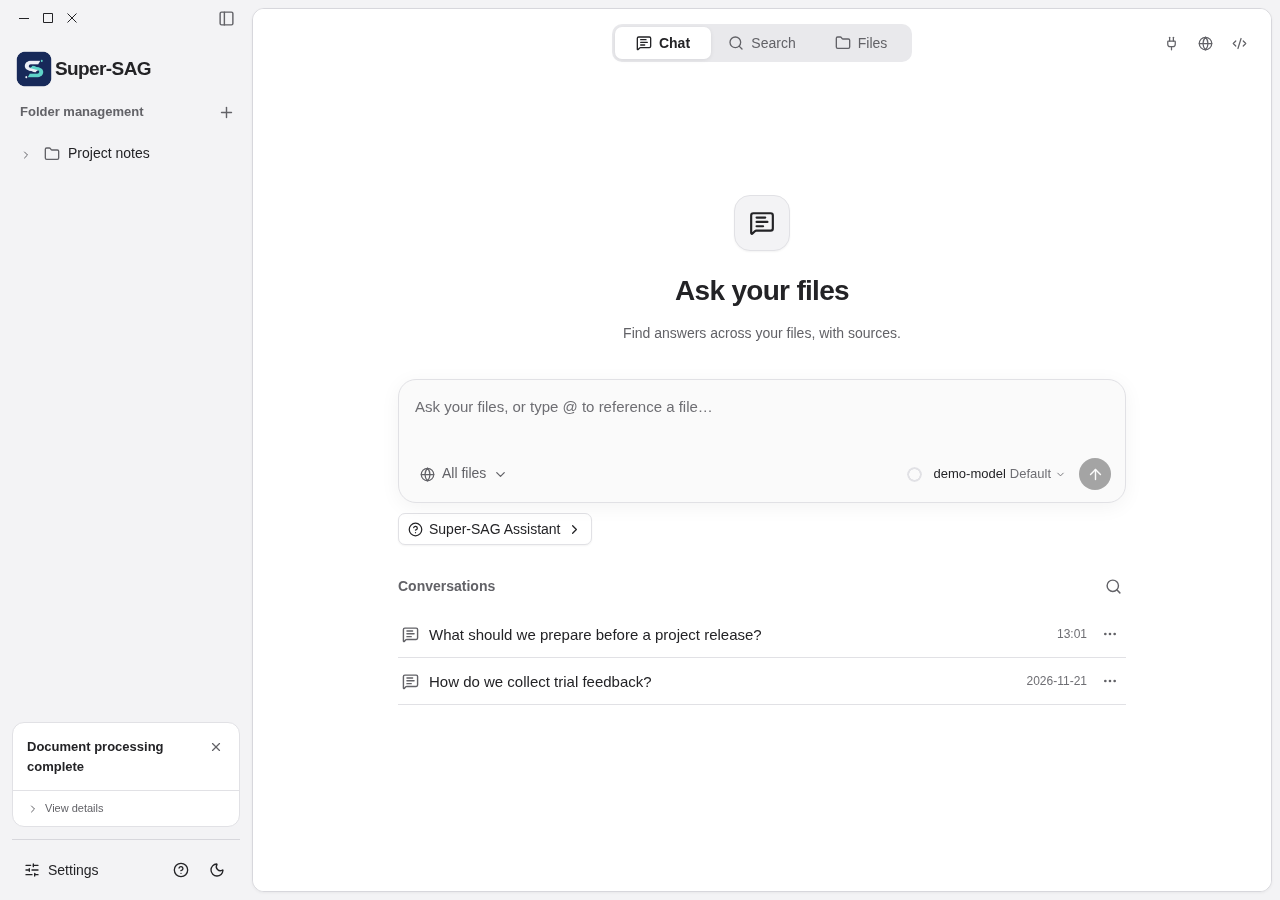 Super-SAG
Folder management
Project notes
Document processing
complete
View details
Settings
Chat
Search
Files
Ask your files
Find answers across your files, with sources.
Ask your files, or type @ to reference a file…
All files
demo-model Default
Super-SAG Assistant
Conversations
What should we prepare before a project release?
13:01
How do we collect trial feedback?
2026-11-21